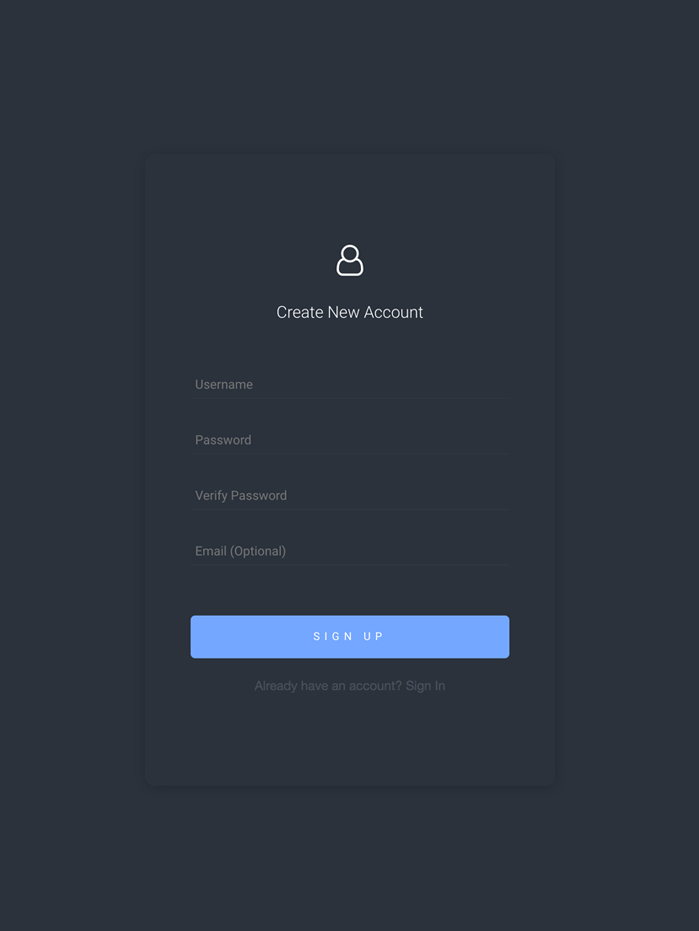 Create New Account
Username
Password
Verify Password
Email (Optional)
SIGN UP
Already have an account? Sign In